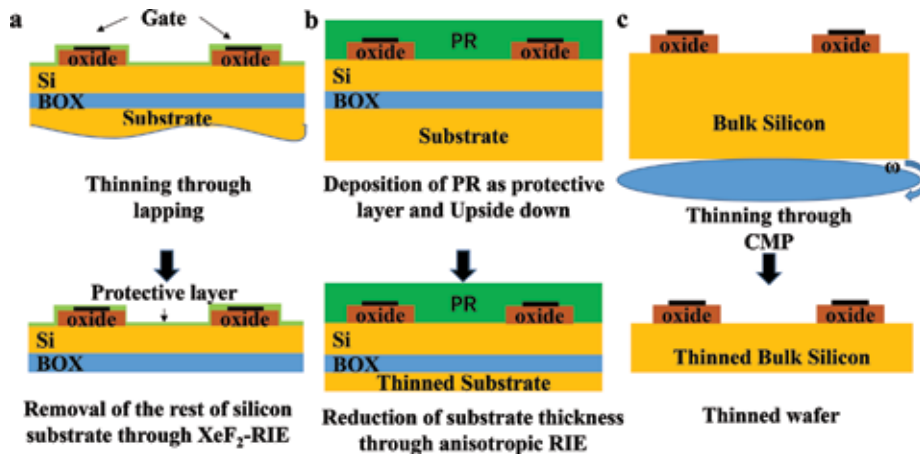 a
Gate
oxide
oxide
Si
BOX
Substrate
Thinning through
lapping
Protective layer
oxide
oxide
Si
BOX
Removal of the rest of silicon
substrate through XeF₂-RIE
b
PR
oxide
oxide
Si
BOX
Substrate
Deposition of PR as protective
layer and Upside down
PR
oxide
oxide
Si
BOX
Thinned Substrate
Reduction of substrate thickness
through anisotropic RIE
c
oxide
oxide
Bulk Silicon
ω
Thinning through
CMP
oxide
oxide
Thinned Bulk Silicon
Thinned wafer